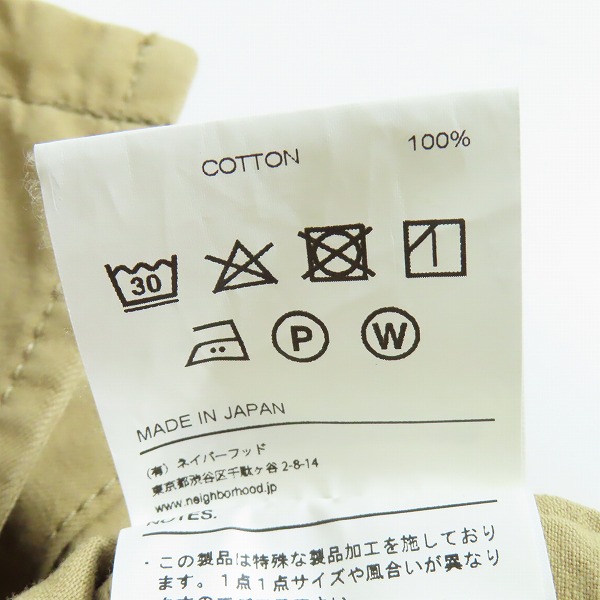 COTTON 100%
30
P W
MADE IN JAPAN
(有) ネイバーフッド
東京都渋谷区千駄ヶ谷 2-8-14
www.neighborhood.jp
NOTES.
・この製品は特殊な製品加工を施しており
ます。1点1点サイズや風合いが異なり